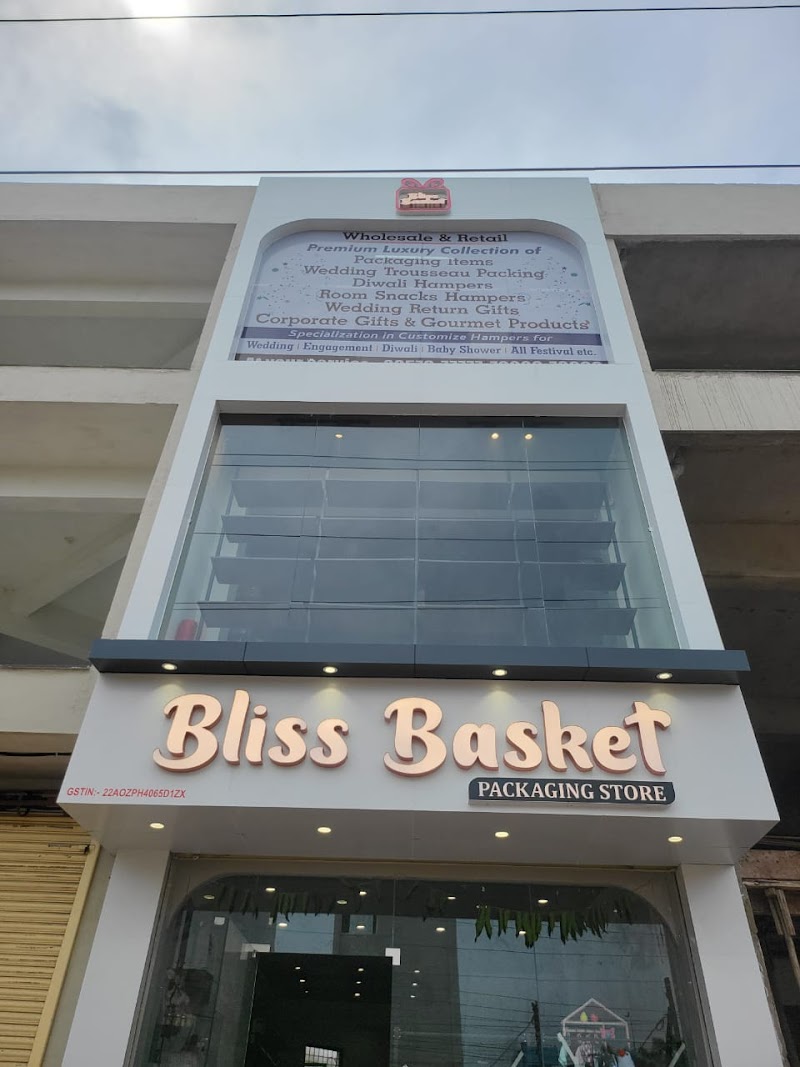 Wholesale & Retail
Premium Luxury Collection of
Packaging Items
Wedding Trousseau Packing
Diwali Hampers
Room Snacks Hampers
Wedding Return Gifts
Corporate Gifts & Gourmet Products
Specialization in Customize Hampers for
Wedding | Engagement | Diwali | Baby Shower | All Festival etc.
Bliss Basket
PACKAGING STORE
GSTIN:- 22AOZPH4065D1ZX